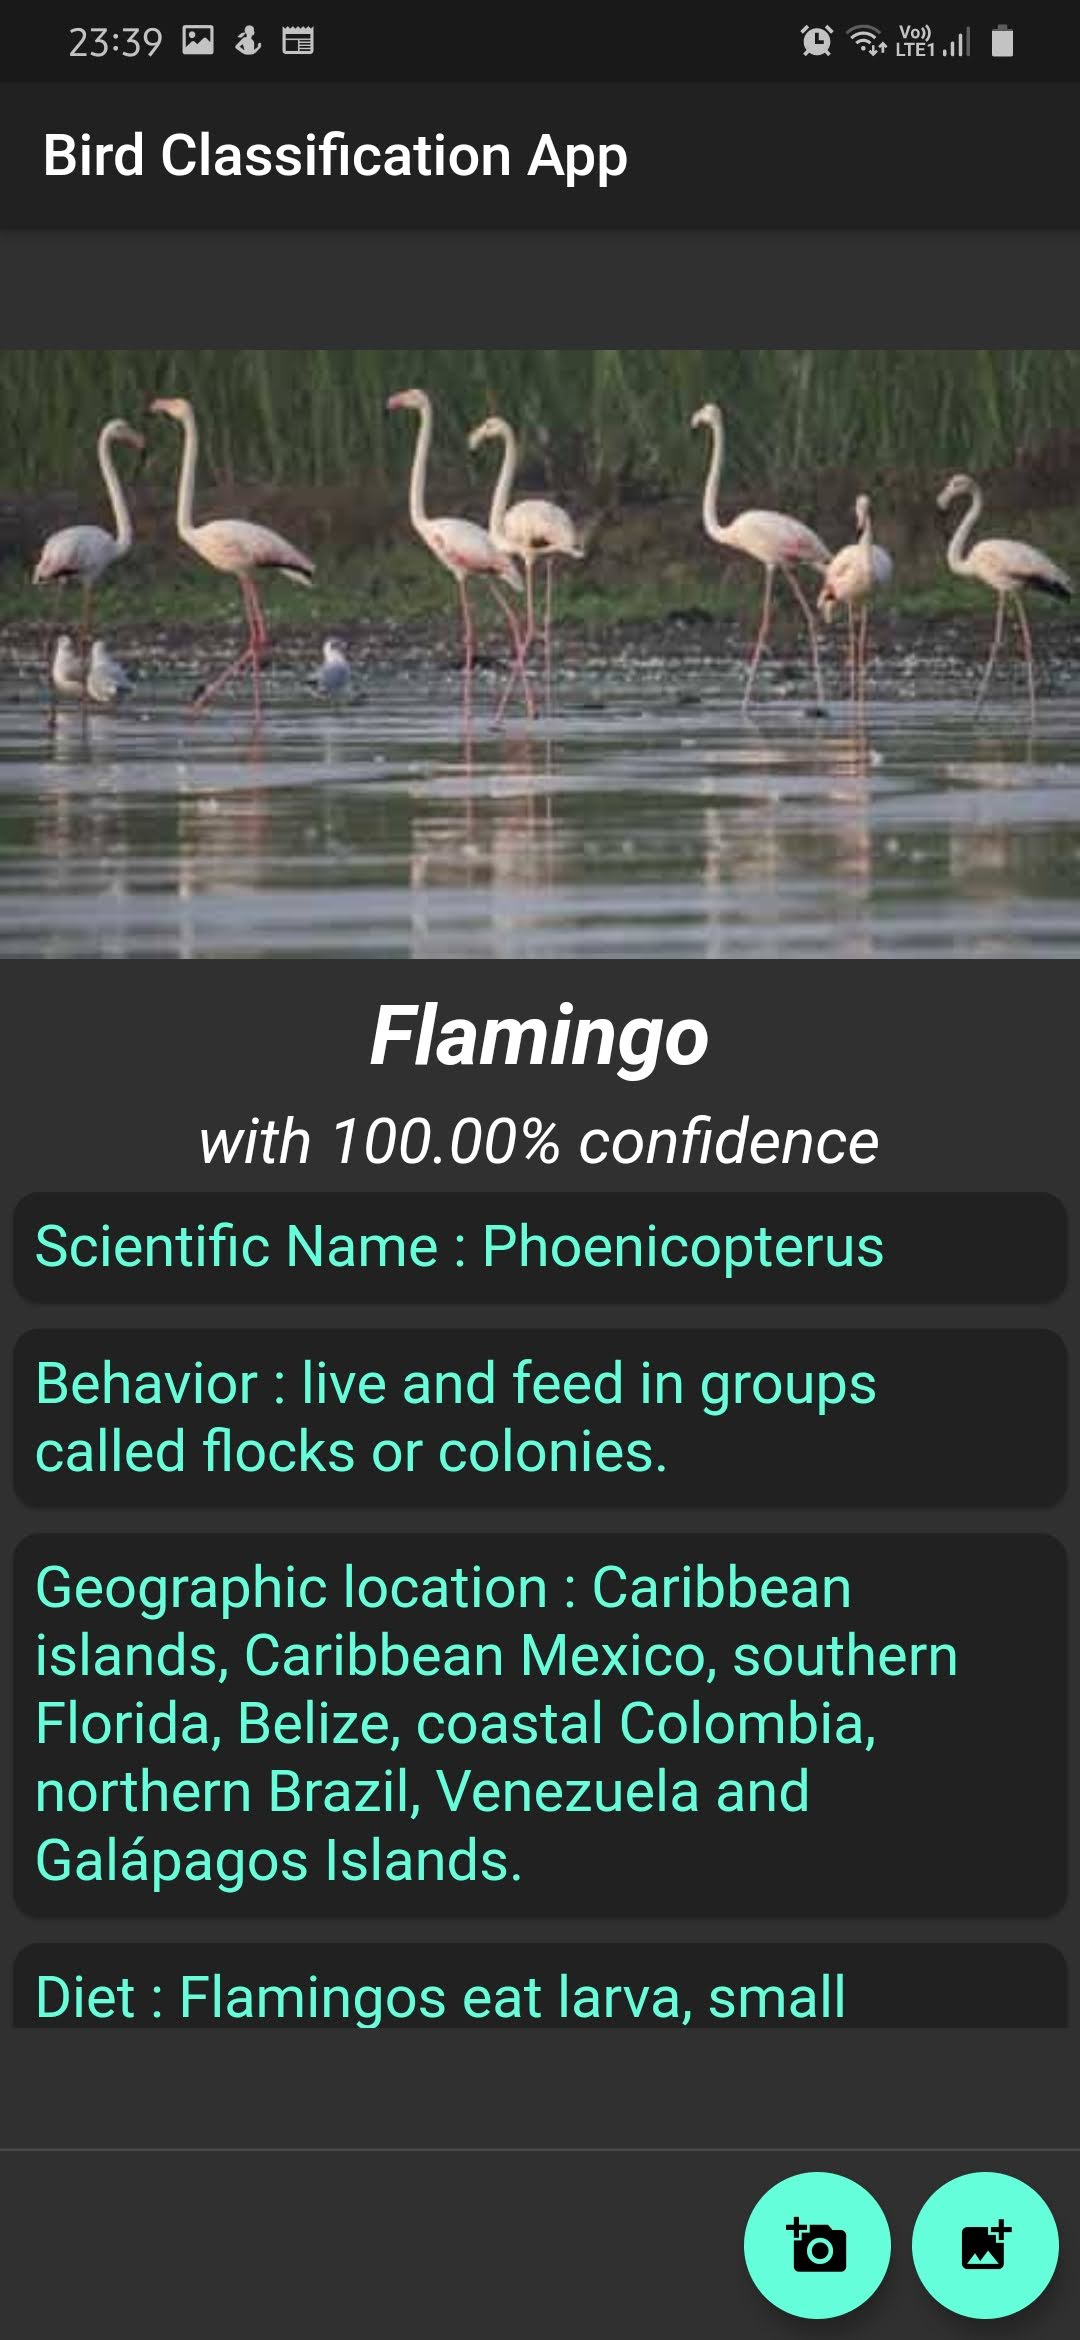 23:39
Vo))
LTE1
Bird Classification App
Flamingo
with 100.00% confidence
Scientific Name : Phoenicopterus
Behavior : live and feed in groups
called flocks or colonies.
Geographic location : Caribbean
islands, Caribbean Mexico, southern
Florida, Belize, coastal Colombia,
northern Brazil, Venezuela and
Galápagos Islands.
Diet : Flamingos eat larva, small